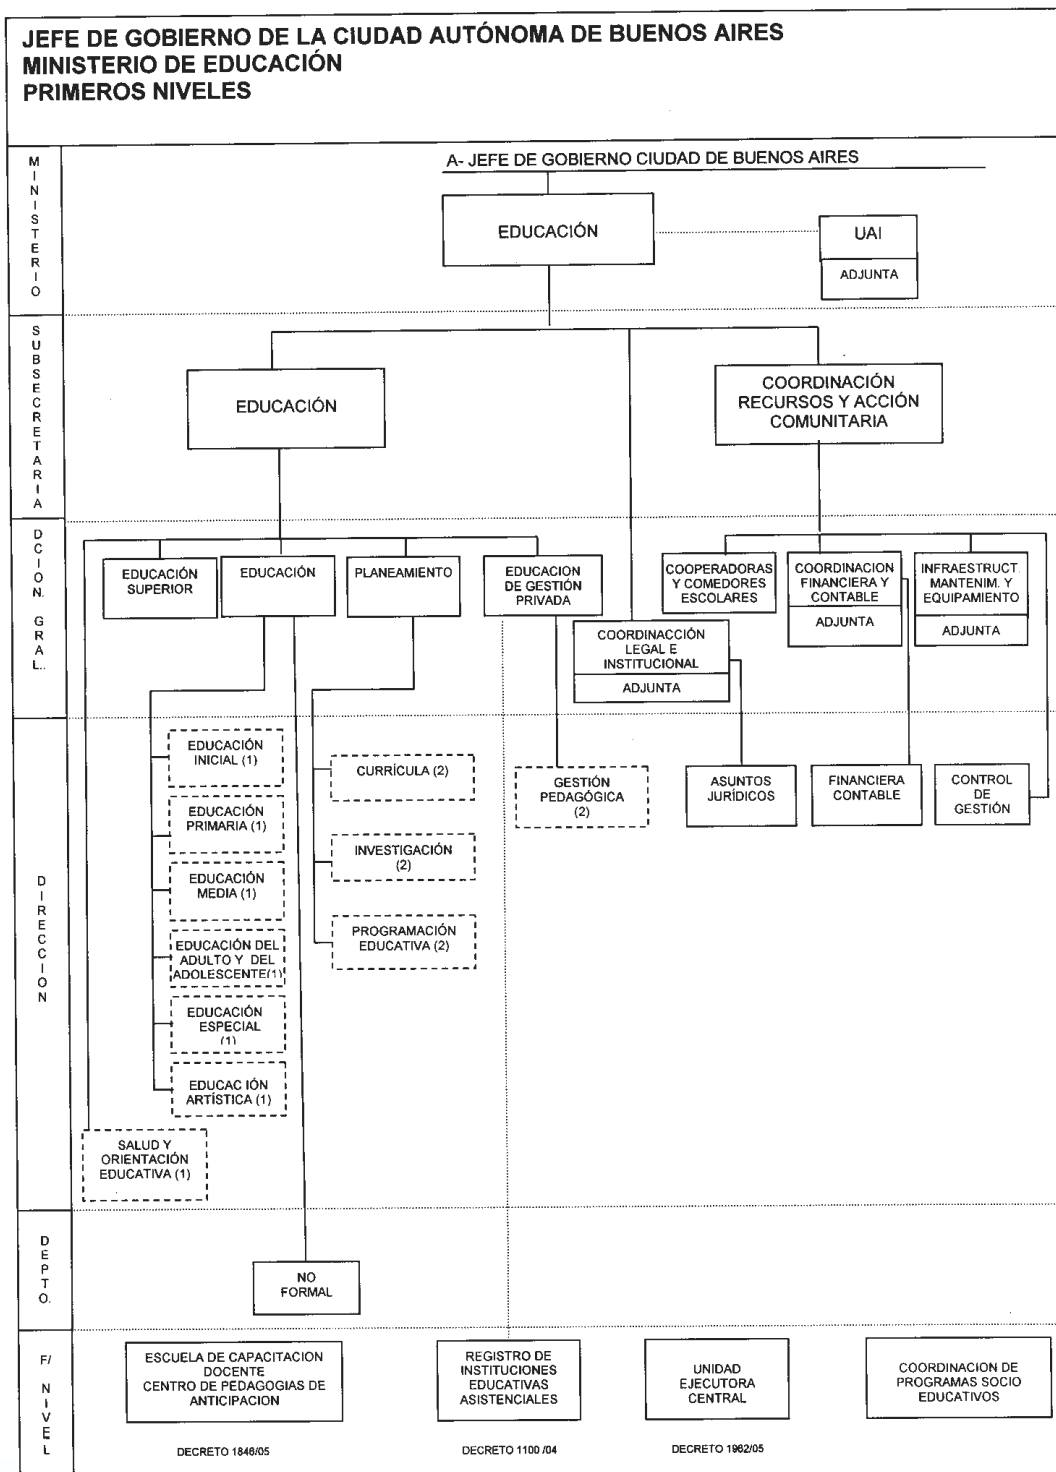 JEFE DE GOBIERNO DE LA CIUDAD AUTÓNOMA DE BUENOS AIRES
MINISTERIO DE EDUCACIÓN
PRIMEROS NIVELES
MINISTERIO
A- JEFE DE GOBIERNO CIUDAD DE BUENOS AIRES
EDUCACIÓN
UAI
ADJUNTA
SUBSECRETARIA
EDUCACIÓN
COORDINACIÓN
RECURSOS Y ACCIÓN
COMUNITARIA
DCION. GRAL..
EDUCACIÓN
SUPERIOR
EDUCACIÓN
PLANEAMIENTO
EDUCACION
DE GESTIÓN
PRIVADA
COOPERADORAS
Y COMEDORES
ESCOLARES
COORDINACION
FINANCIERA Y
CONTABLE
ADJUNTA
INFRAESTRUCT.
MANTENIM. Y
EQUIPAMIENTO
ADJUNTA
COORDINACCIÓN
LEGAL E
INSTITUCIONAL
ADJUNTA
DIRECCION
EDUCACIÓN
INICIAL (1)
EDUCACIÓN
PRIMARIA (1)
EDUCACIÓN
MEDIA (1)
EDUCACIÓN DEL
ADULTO Y DEL
ADOLESCENTE(1)
EDUCACIÓN
ESPECIAL
(1)
EDUCAC IÓN
ARTÍSTICA (1)
SALUD Y
ORIENTACIÓN
EDUCATIVA (1)
CURRÍCULA (2)
INVESTIGACIÓN
(2)
PROGRAMACIÓN
EDUCATIVA (2)
GESTIÓN
PEDAGÓGICA
(2)
ASUNTOS
JURÍDICOS
FINANCIERA
CONTABLE
CONTROL
DE
GESTIÓN
DEPTO.
NO
FORMAL
F/ NIVEL
ESCUELA DE CAPACITACION
DOCENTE
CENTRO DE PEDAGOGIAS DE
ANTICIPACION
DECRETO 1846/05
REGISTRO DE
INSTITUCIONES
EDUCATIVAS
ASISTENCIALES
DECRETO 1100 /04
UNIDAD
EJECUTORA
CENTRAL
DECRETO 1962/05
COORDINACION DE
PROGRAMAS SOCIO
EDUCATIVOS